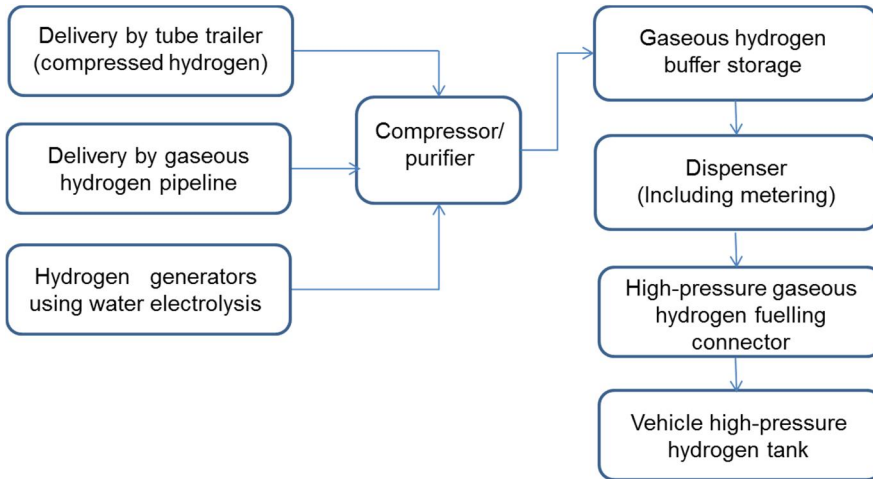 Delivery by tube trailer
(compressed hydrogen)
Delivery by gaseous
hydrogen pipeline
Hydrogen generators
using water electrolysis
Compressor/
purifier
Gaseous hydrogen
buffer storage
Dispenser
(Including metering)
High-pressure gaseous
hydrogen fuelling
connector
Vehicle high-pressure
hydrogen tank